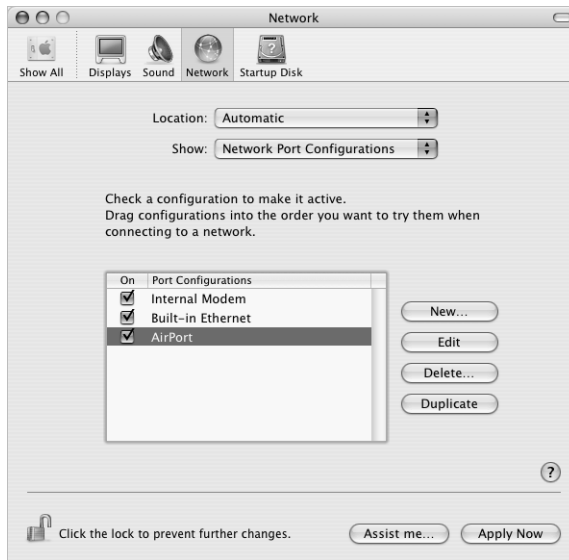 Network
Show All Displays Sound Network Startup Disk
Location: Automatic
Show: Network Port Configurations
Check a configuration to make it active.
Drag configurations into the order you want to try them when
connecting to a network.
On Port Configurations
Internal Modem
Built-in Ethernet
AirPort
New...
Edit
Delete...
Duplicate
?
Click the lock to prevent further changes. Assist me... Apply Now